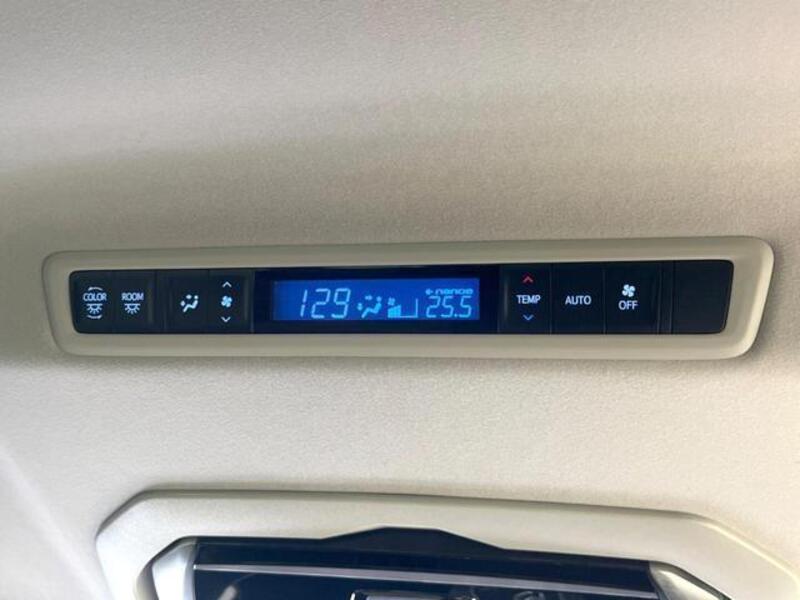 COLOR
ROOM
129
nanoe
25.5
TEMP
AUTO
OFF